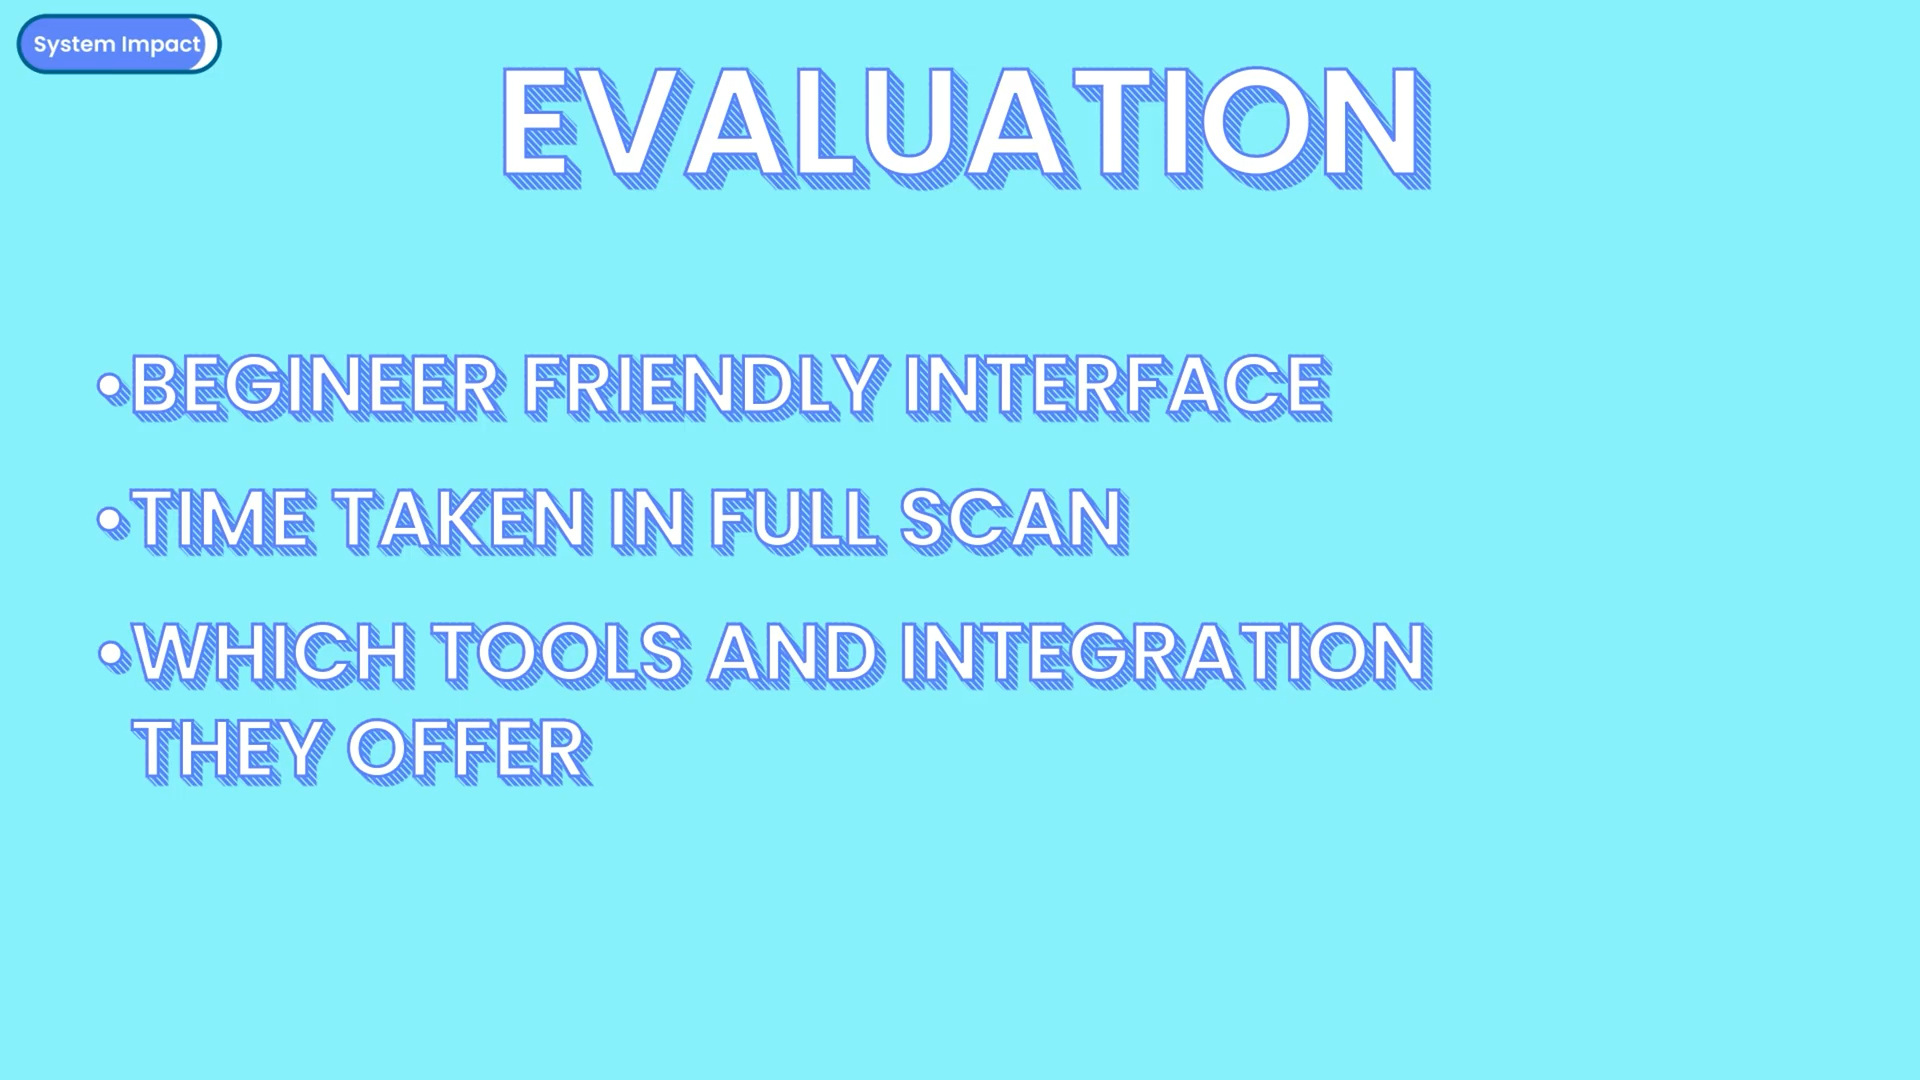 System Impact
EVALUATION
•BEGINEER FRIENDLY INTERFACE
•TIME TAKEN IN FULL SCAN
•WHICH TOOLS AND INTEGRATION
THEY OFFER